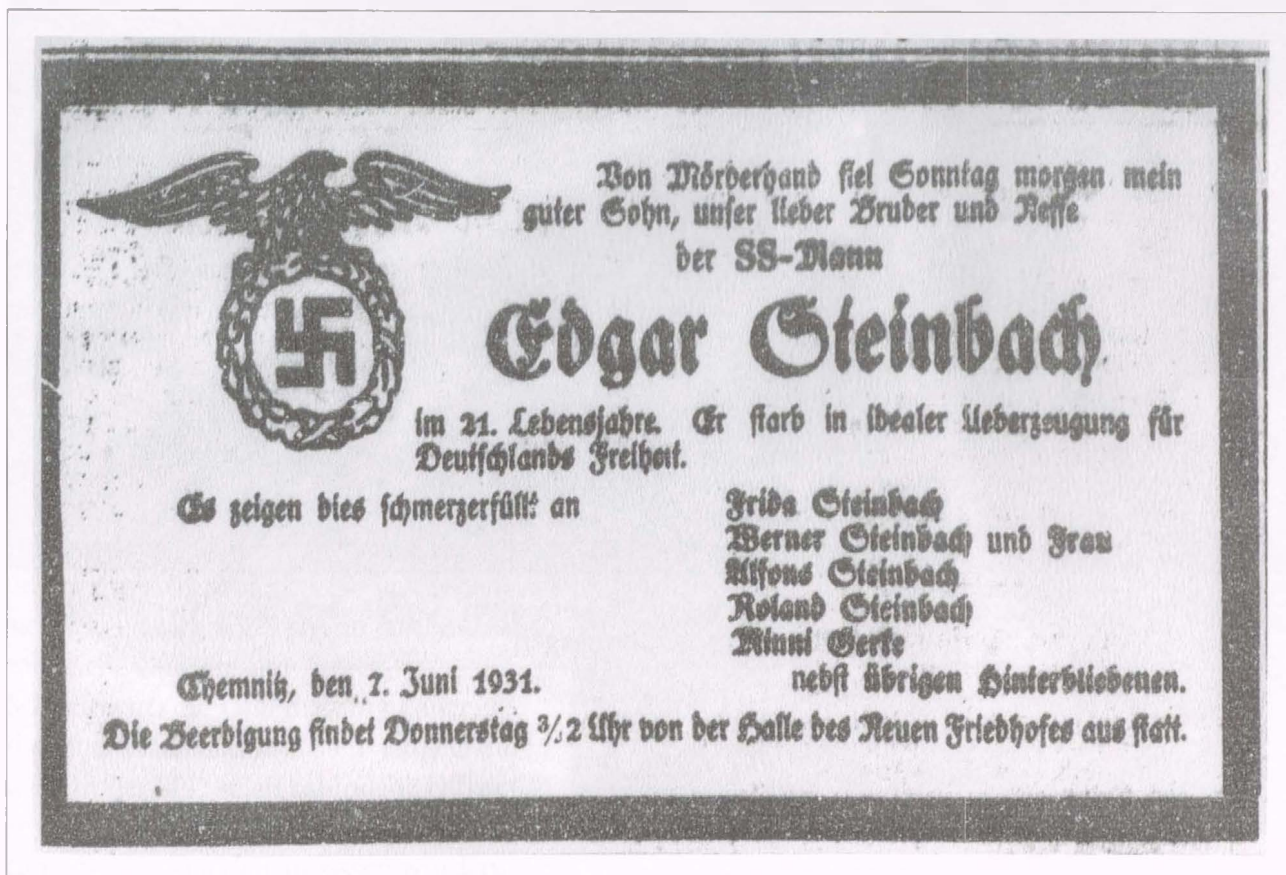 Von Mörderhand fiel Sonntag morgen mein
guter Sohn, unser lieber Bruder und Neffe
der SS-Mann
Edgar Steinbach
im 21. Lebensjahre. Er starb in idealer Ueberzeugung für
Deutschlands Freiheit.
Es zeigen dies schmerzerfüllt an
Frida Steinbach
Werner Steinbach und Frau
Alfons Steinbach
Roland Steinbach
Minni Gerke
nebst übrigen Hinterbliebenen.
Chemnitz, den 7. Juni 1931.
Die Beerdigung findet Donnerstag ¾2 Uhr von der Halle des Neuen Friedhofes aus statt.